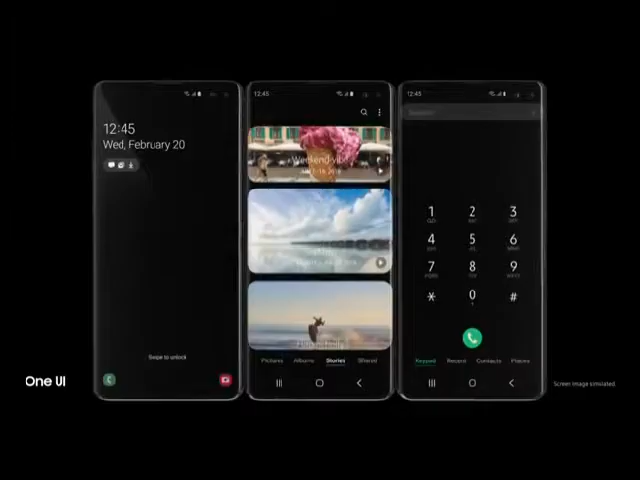 12:45
Wed, February 20
Swipe to unlock
12:45
Weekend vibe
Pictures Albums Stories Shared
12:45
1 2 3
4 5 6
7 8 9
* 0 #
Keypad Recent Contacts Places
One UI
Screen image simulated